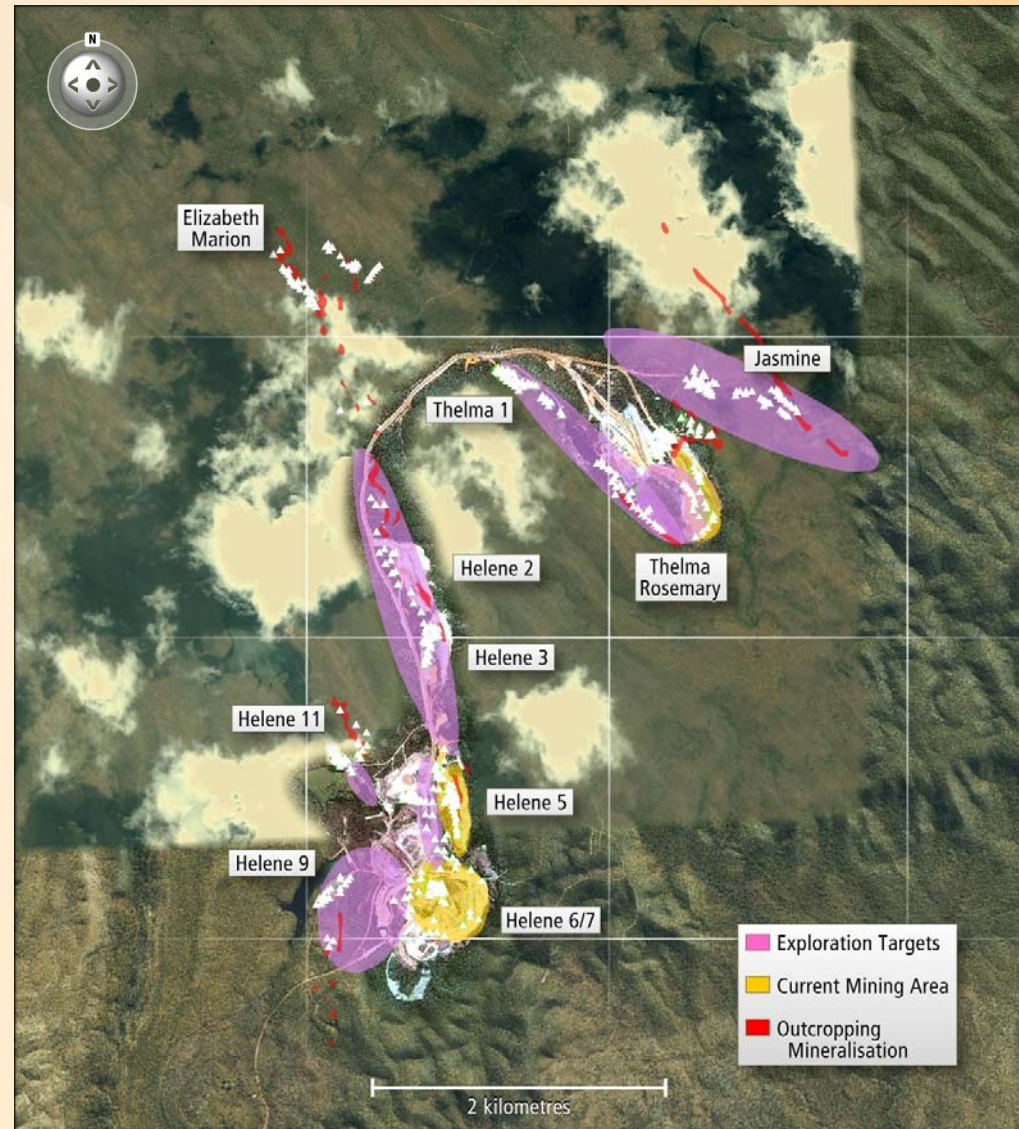 N
Elizabeth
Marion
Jasmine
Thelma 1
Helene 2
Thelma
Rosemary
Helene 3
Helene 11
Helene 5
Helene 9
Helene 6/7
Exploration Targets
Current Mining Area
Outcropping
Mineralisation
2 kilometres